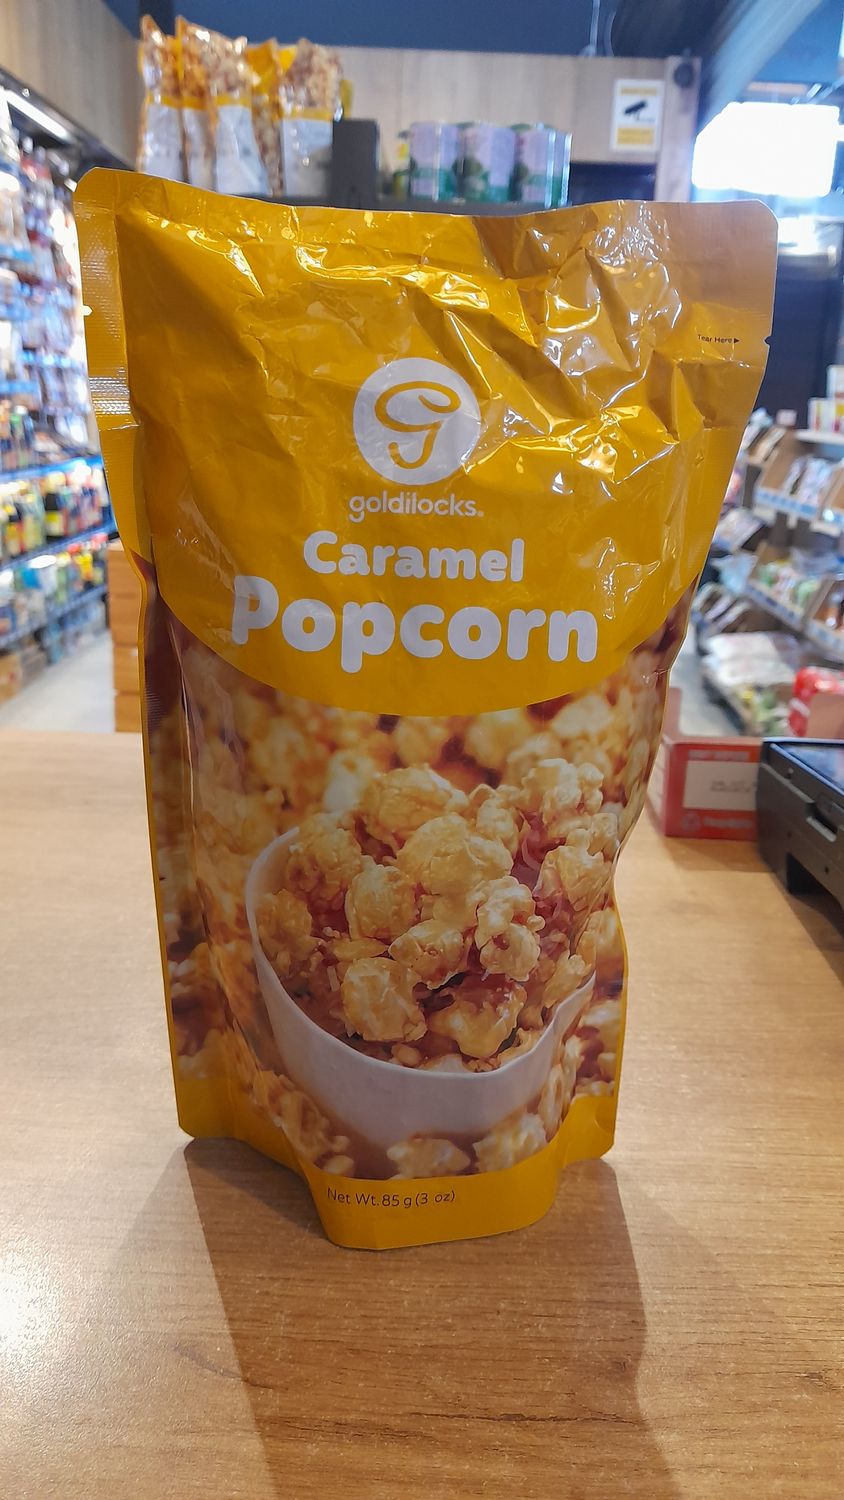 Tear Here ▶
goldilocks®
Caramel
Popcorn
Net Wt. 85 g (3 oz)